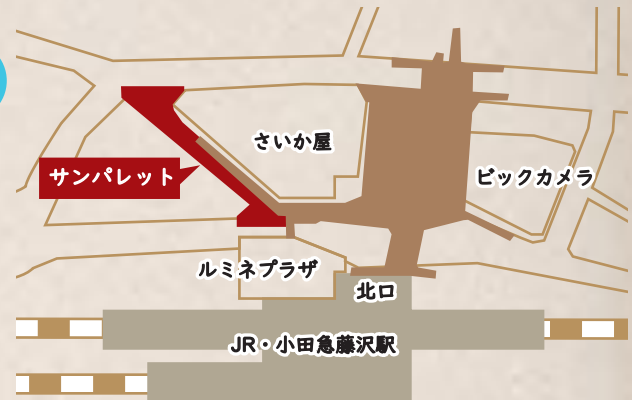 さいか屋
サンパレット
ビックカメラ
ルミネプラザ
北口
JR・小田急藤沢駅